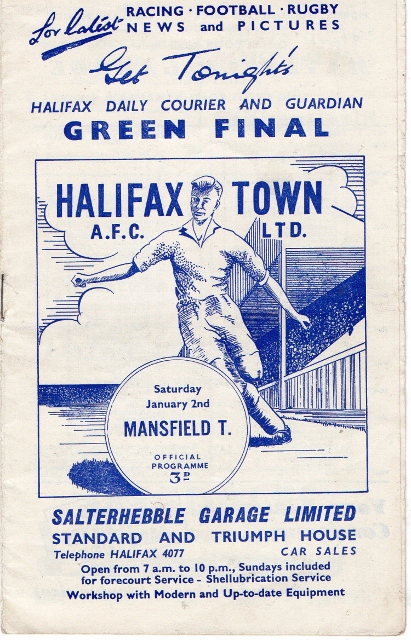 For latest RACING · FOOTBALL · RUGBY
NEWS and PICTURES
Get Tonight's
HALIFAX DAILY COURIER AND GUARDIAN
GREEN FINAL
HALIFAX TOWN
A.F.C. LTD.
Saturday
January 2nd
MANSFIELD T.
OFFICIAL
PROGRAMME
3D
SALTERHEBBLE GARAGE LIMITED
STANDARD AND TRIUMPH HOUSE
Telephone HALIFAX 4077 CAR SALES
Open from 7 a.m. to 10 p.m., Sundays included
for forecourt Service - Shellubrication Service
Workshop with Modern and Up-to-date Equipment